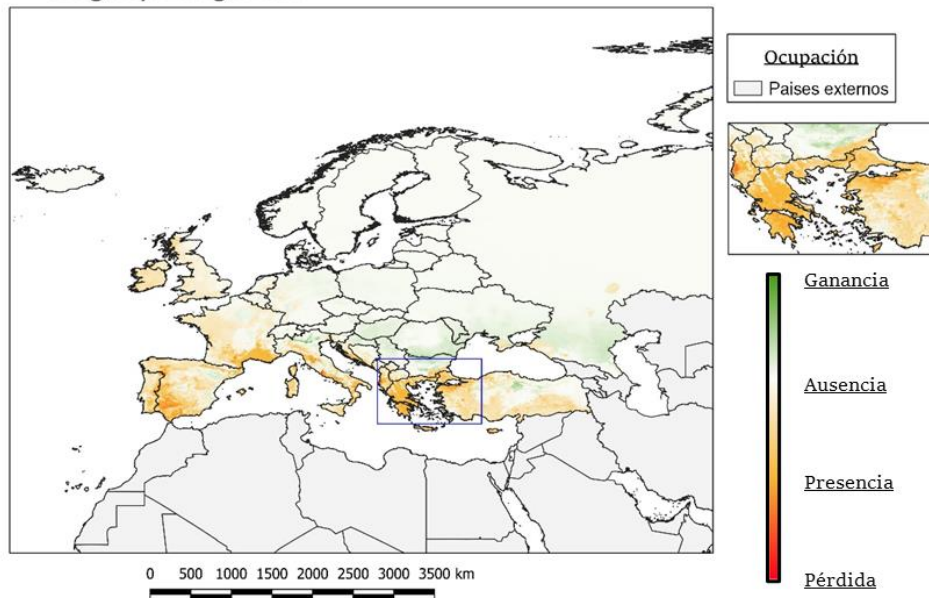 Ocupación
Paises externos
Ganancia
Ausencia
Presencia
Pérdida
0 500 1000 1500 2000 2500 3000 3500 km